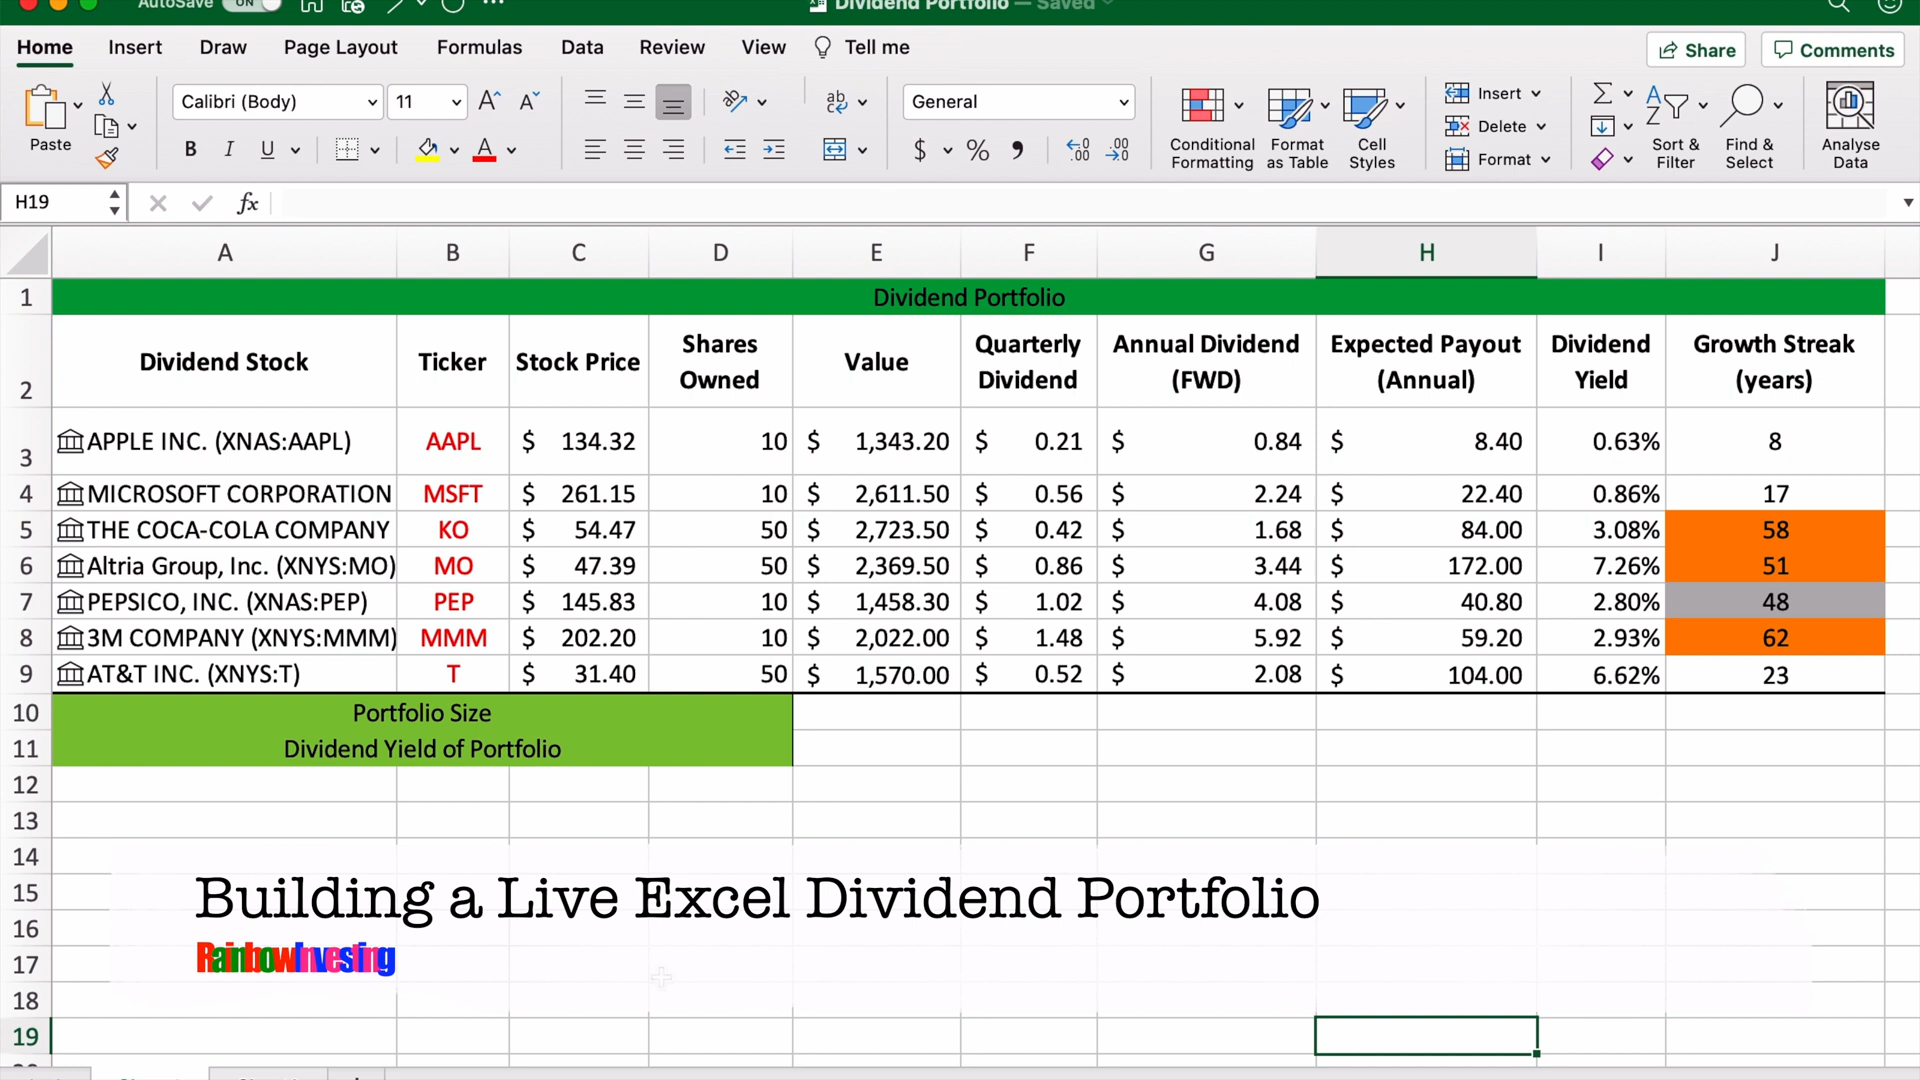 AutoSave ON Dividend Portfolio — Saved
Home Insert Draw Page Layout Formulas Data Review View Tell me Share Comments
Paste Calibri (Body) 11 A A ab General Conditional Formatting Format as Table Cell Styles Insert Delete Format Sort & Filter Find & Select Analyse Data
B I U A $ % .00 .00
H19 fx
A B C D E F G H I J
1 Dividend Portfolio
2 Dividend Stock Ticker Stock Price Shares Owned Value Quarterly Dividend Annual Dividend (FWD) Expected Payout (Annual) Dividend Yield Growth Streak (years)
3 APPLE INC. (XNAS:AAPL) AAPL $ 134.32 10 $ 1,343.20 $ 0.21 $ 0.84 $ 8.40 0.63% 8
4 MICROSOFT CORPORATION MSFT $ 261.15 10 $ 2,611.50 $ 0.56 $ 2.24 $ 22.40 0.86% 17
5 THE COCA-COLA COMPANY KO $ 54.47 50 $ 2,723.50 $ 0.42 $ 1.68 $ 84.00 3.08% 58
6 Altria Group, Inc. (XNYS:MO) MO $ 47.39 50 $ 2,369.50 $ 0.86 $ 3.44 $ 172.00 7.26% 51
7 PEPSICO, INC. (XNAS:PEP) PEP $ 145.83 10 $ 1,458.30 $ 1.02 $ 4.08 $ 40.80 2.80% 48
8 3M COMPANY (XNYS:MMM) MMM $ 202.20 10 $ 2,022.00 $ 1.48 $ 5.92 $ 59.20 2.93% 62
9 AT&T INC. (XNYS:T) T $ 31.40 50 $ 1,570.00 $ 0.52 $ 2.08 $ 104.00 6.62% 23
10 Portfolio Size
11 Dividend Yield of Portfolio
12
13
14
15 Building a Live Excel Dividend Portfolio
16
17 RainbowInvesting
18
19